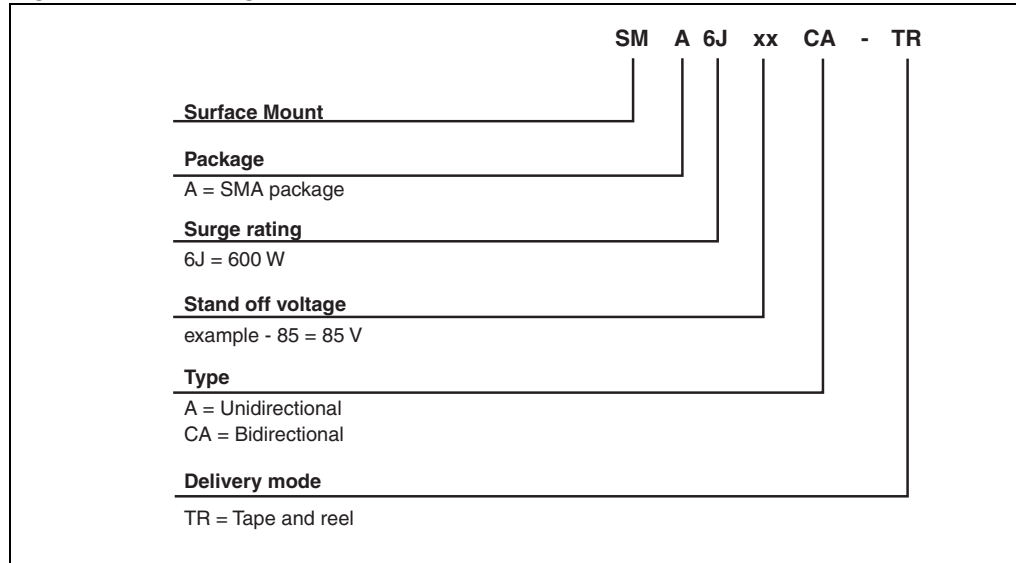 SM A 6J xx CA - TR
Surface Mount
Package
A = SMA package
Surge rating
6J = 600 W
Stand off voltage
example - 85 = 85 V
Type
A = Unidirectional
CA = Bidirectional
Delivery mode
TR = Tape and reel